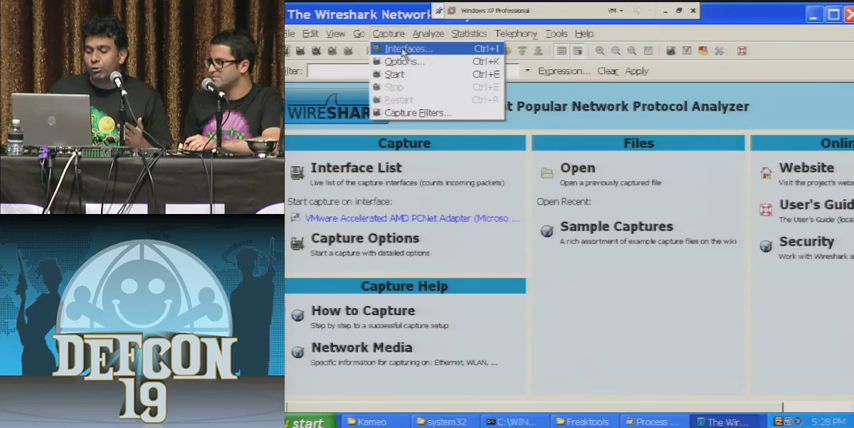 The Wireshark Network
Windows XP Professional
VM
File
Edit View Go Capture Analyze Statistics Telephony Tools Help
Interfaces... Ctrl+I
Options... Ctrl+K
Start Ctrl+E
Stop Ctrl+E
Restart Ctrl+R
Capture Filters...
Filter: Expression... Clear Apply
WIRESHARK
st Popular Network Protocol Analyzer
Capture
Interface List
Live list of the capture interfaces (counts incoming packets)
Start capture on interface:
VMware Accelerated AMD PCNet Adapter (Microso ...
Capture Options
Start a capture with detailed options
Capture Help
How to Capture
Step by step to a successful capture setup
Network Media
Specific information for capturing on: Ethernet, WLAN, ...
Files
Open
Open a previously captured file
Open Recent:
Sample Captures
A rich assortment of example capture files on the wiki
Onlin
Website
Visit the project's websi
User's Guid
The User's Guide (local
Security
Work with Wireshark a
start Kameo system32 C:\WIN... Freaktools Process ... The Wir... 5:28 PM
DEFCON
19